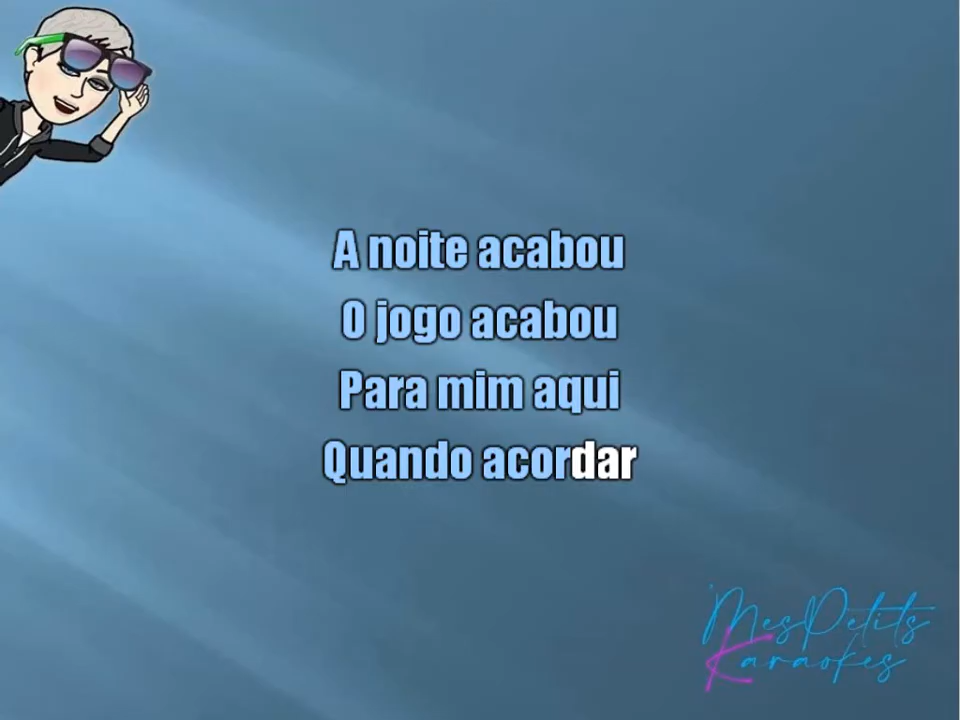 A noite acabou
O jogo acabou
Para mim aqui
Quando acordar
MesPetits
Karaokes